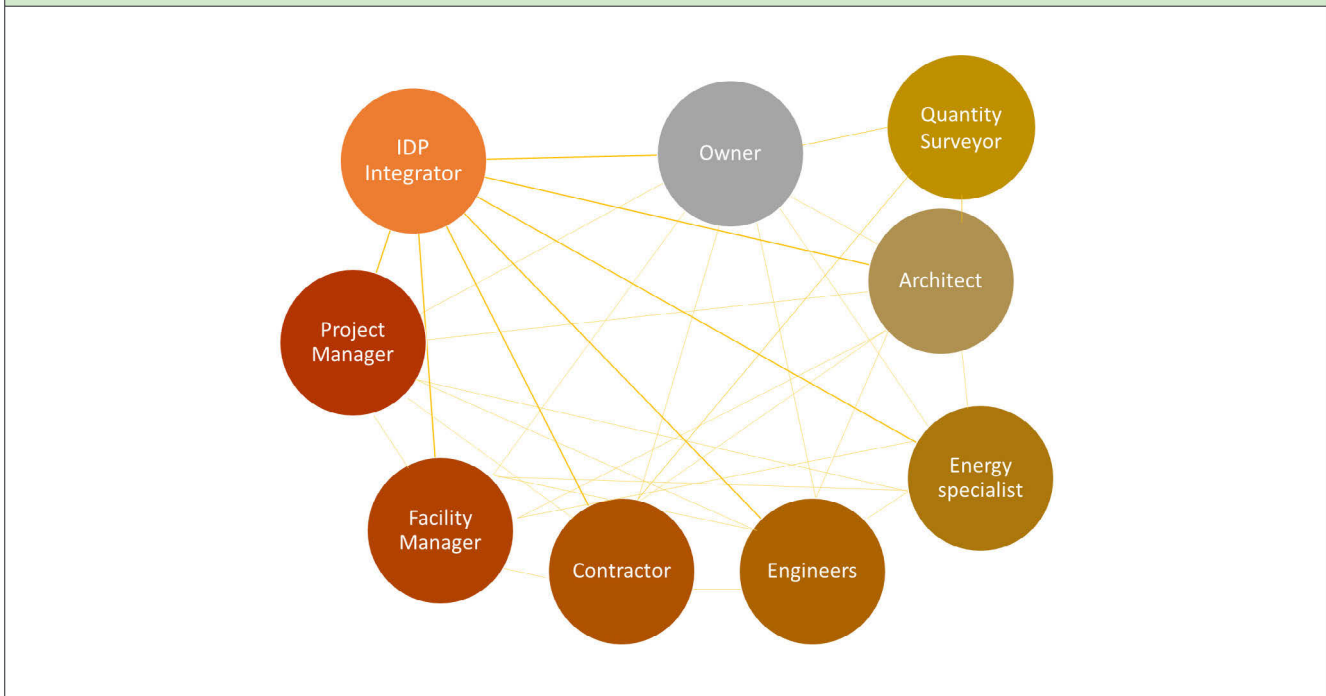 IDP
Integrator
Owner
Quantity
Surveyor
Architect
Project
Manager
Energy
specialist
Facility
Manager
Contractor
Engineers